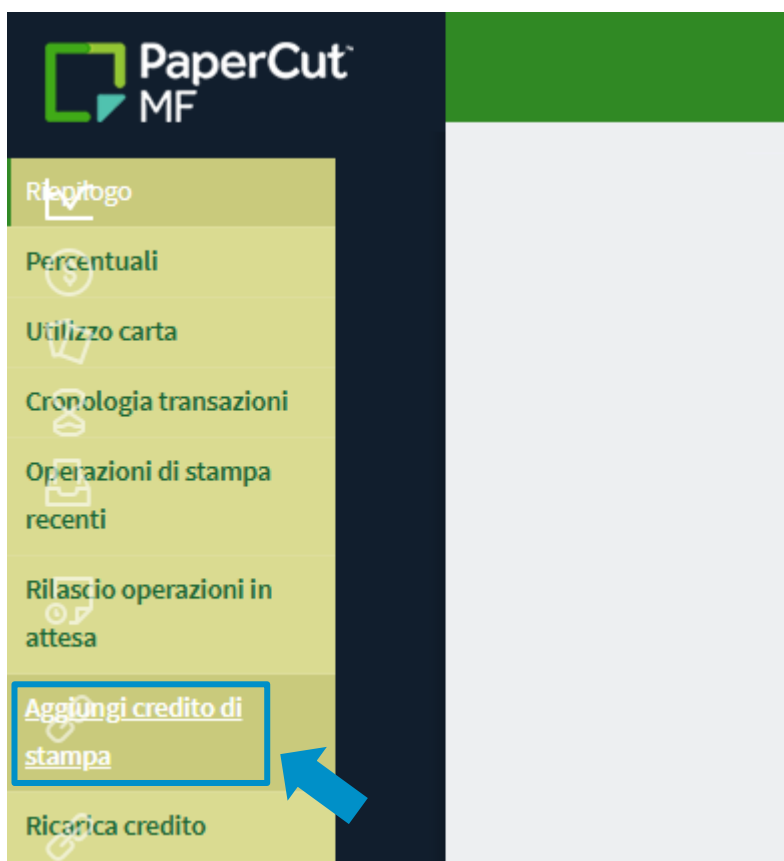 PaperCut™
MF
Riepilogo
Percentuali
Utilizzo carta
Cronologia transazioni
Operazioni di stampa
recenti
Rilascio operazioni in
attesa
Aggiungi credito di
stampa
Ricarica credito